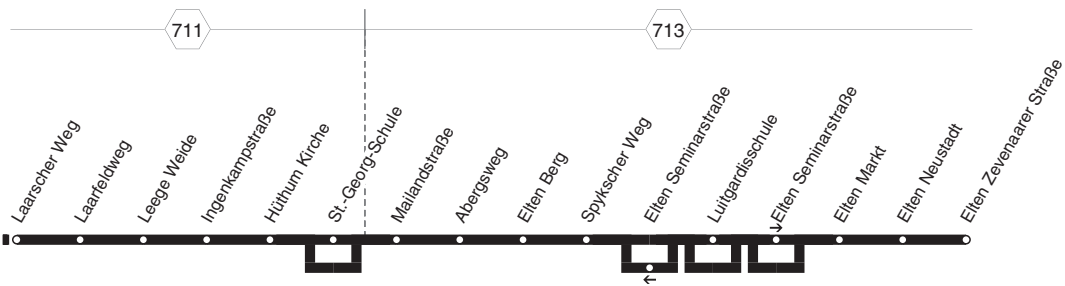 711
713
Laarscher Weg
Laarfeldweg
Leege Weide
Ingenkampstraße
Hüthum Kirche
St.-Georg-Schule
Mailandstraße
Abergsweg
Elten Berg
Spykscher Weg
Elten Seminarstraße
Luitgardisschule
Elten Seminarstraße
Elten Markt
Elten Neustadt
Elten Zevenaarer Straße